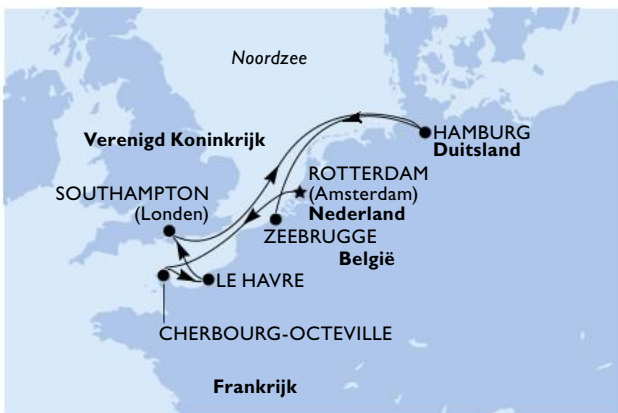 Noordzee
Verenigd Koninkrijk
HAMBURG
Duitsland
ROTTERDAM
(Amsterdam)
Nederland
SOUTHAMPTON
(Londen)
ZEEBRUGGE
België
LE HAVRE
CHERBOURG-OCTEVILLE
Frankrijk